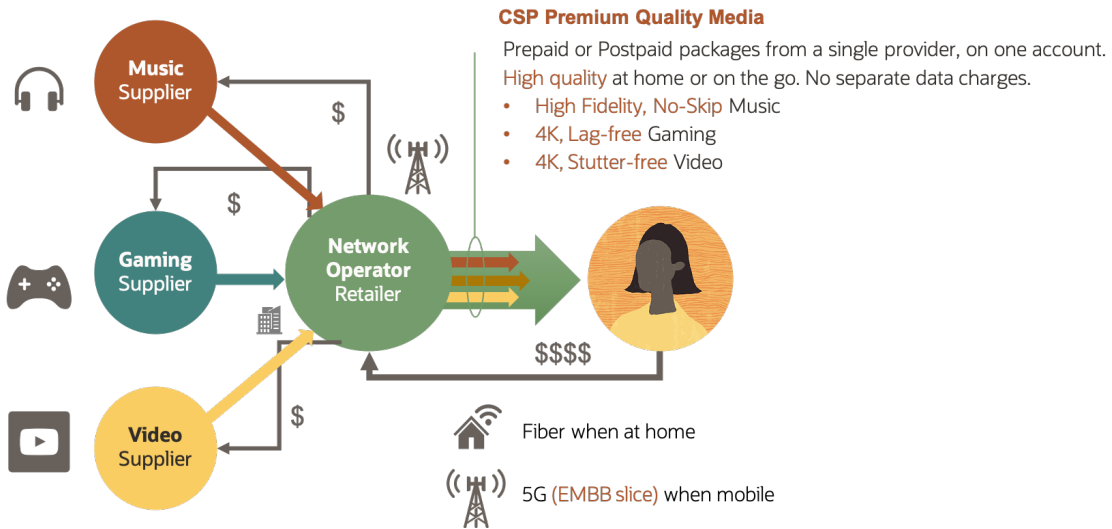 CSP Premium Quality Media
Prepaid or Postpaid packages from a single provider, on one account.
High quality at home or on the go. No separate data charges.
• High Fidelity, No-Skip Music
• 4K, Lag-free Gaming
• 4K, Stutter-free Video
Music
Supplier
$
$
Gaming
Supplier
Network
Operator
Retailer
$$$$
$
Video
Supplier
Fiber when at home
5G (EMBB slice) when mobile